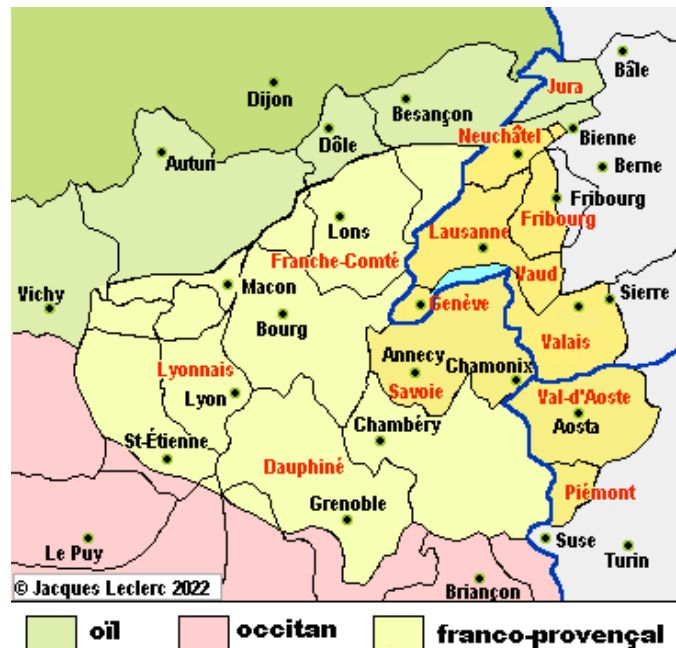 Bâle
Jura
Dijon
Besançon
Neuchâtel
Bienne
Dôle
Autun
Berne
Fribourg
Lons
Fribourg
Lausanne
Franche-Comté
Vaud
Macon
Vichy
Genève
Sierre
Bourg
Valais
Annecy
Chamonix
Lyonnais
Savoie
Val-d'Aoste
Lyon
Aosta
Chambéry
St-Étienne
Dauphiné
Piémont
Grenoble
Suse
Le Puy
Turin
© Jacques Leclerc 2022
Briançon
oïl
occitan
franco-provençal